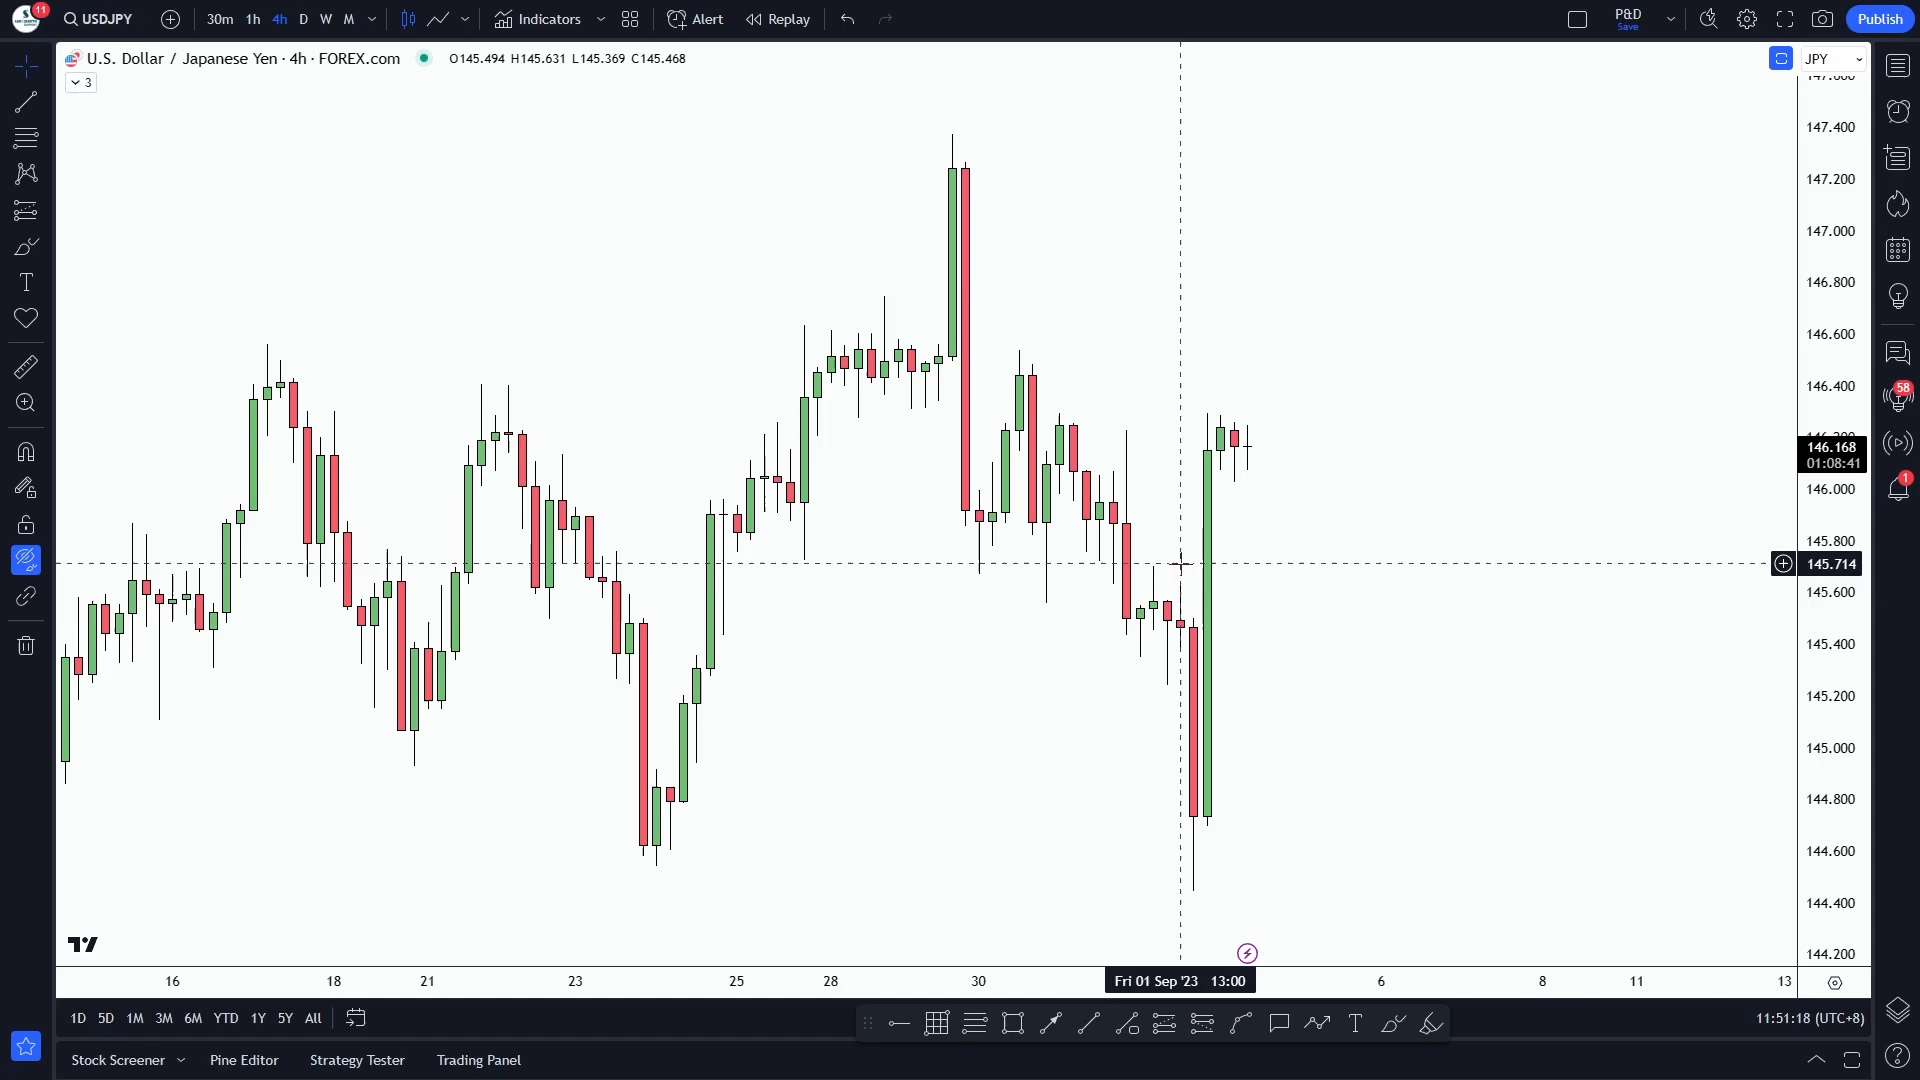 11
USDJPY
30m 1h 4h D W M
Indicators
Alert
Replay
P&D
Save
Publish
U.S. Dollar / Japanese Yen · 4h · FOREX.com
O145.494 H145.631 L145.369 C145.468
JPY
3
147.600
147.400
147.200
147.000
146.800
146.600
146.400
146.200
146.168
01:08:41
146.000
145.800
145.714
145.600
145.400
145.200
145.000
144.800
144.600
144.400
144.200
58
1
16 18 21 23 25 28 30 Fri 01 Sep '23 13:00 6 8 11 13
1D 5D 1M 3M 6M YTD 1Y 5Y All
11:51:18 (UTC+8)
Stock Screener Pine Editor Strategy Tester Trading Panel